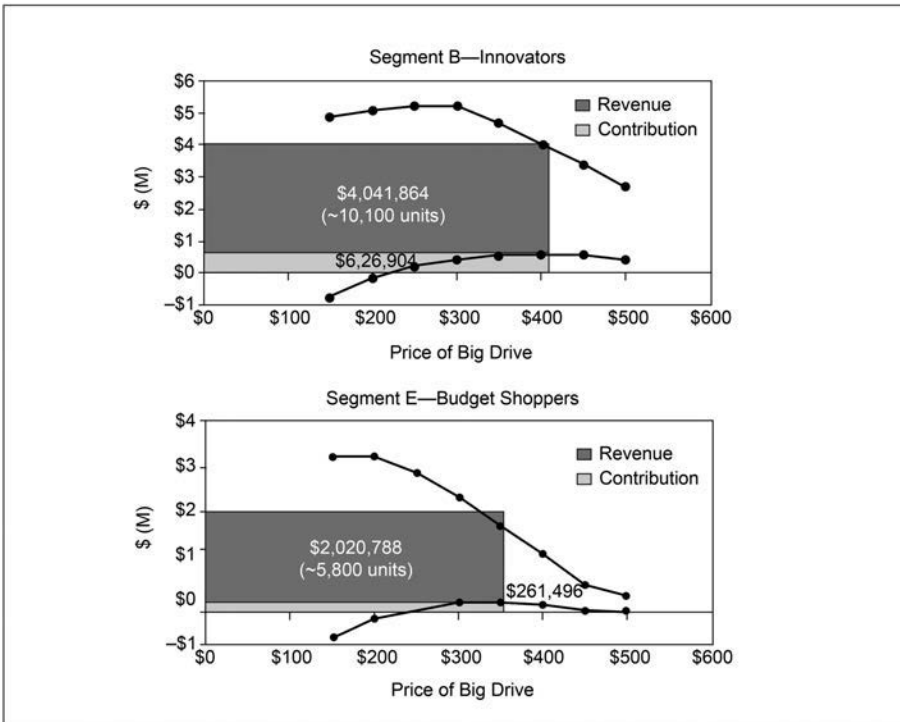 Segment B—Innovators
$6
$5
$4
$3
$2
$1
$0
–$1
$ (M)
Revenue
Contribution
$4,041,864
(~10,100 units)
$6,26,904
$0 $100 $200 $300 $400 $500 $600
Price of Big Drive
Segment E—Budget Shoppers
$4
$3
$2
$1
$0
–$1
$ (M)
Revenue
Contribution
$2,020,788
(~5,800 units)
$261,496
$0 $100 $200 $300 $400 $500 $600
Price of Big Drive